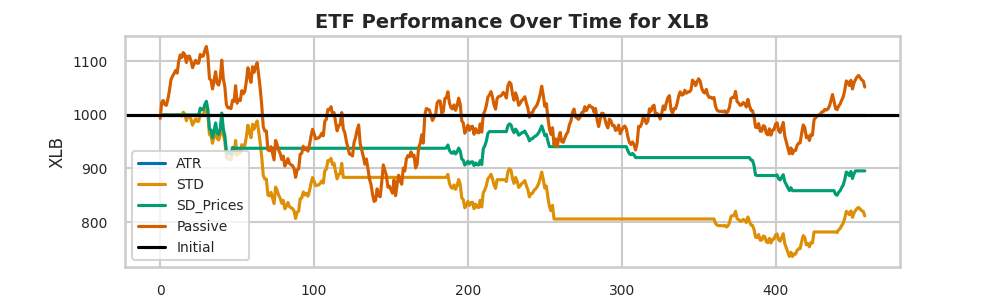 ETF Performance Over Time for XLB
XLB
1100
1000
900
800
ATR
STD
SD_Prices
Passive
Initial
0 100 200 300 400